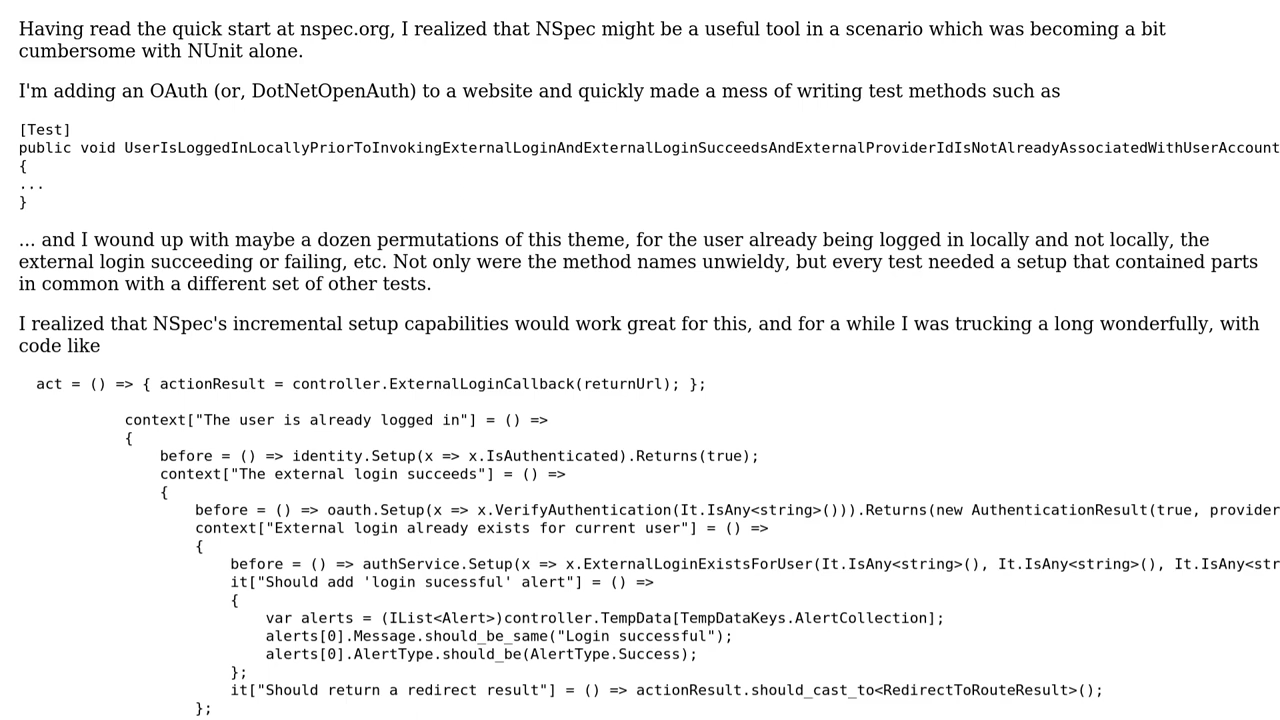 Having read the quick start at nspec.org, I realized that NSpec might be a useful tool in a scenario which was becoming a bit
cumbersome with NUnit alone.
I'm adding an OAuth (or, DotNetOpenAuth) to a website and quickly made a mess of writing test methods such as
[Test]
public void UserIsLoggedInLocallyPriorToInvokingExternalLoginAndExternalLoginSucceedsAndExternalProviderIdIsNotAlreadyAssociatedWithUserAccount
{
...
}
... and I wound up with maybe a dozen permutations of this theme, for the user already being logged in locally and not locally, the
external login succeeding or failing, etc. Not only were the method names unwieldy, but every test needed a setup that contained parts
in common with a different set of other tests.
I realized that NSpec's incremental setup capabilities would work great for this, and for a while I was trucking a long wonderfully, with
code like
act = () => { actionResult = controller.ExternalLoginCallback(returnUrl); };
context["The user is already logged in"] = () =>
{
before = () => identity.Setup(x => x.IsAuthenticated).Returns(true);
context["The external login succeeds"] = () =>
{
before = () => oauth.Setup(x => x.VerifyAuthentication(It.IsAny<string>())).Returns(new AuthenticationResult(true, provider
context["External login already exists for current user"] = () =>
{
before = () => authService.Setup(x => x.ExternalLoginExistsForUser(It.IsAny<string>(), It.IsAny<string>(), It.IsAny<str
it["Should add 'login sucessful' alert"] = () =>
{
var alerts = (IList<Alert>)controller.TempData[TempDataKeys.AlertCollection];
alerts[0].Message.should_be_same("Login successful");
alerts[0].AlertType.should_be(AlertType.Success);
};
it["Should return a redirect result"] = () => actionResult.should_cast_to<RedirectToRouteResult>();
};